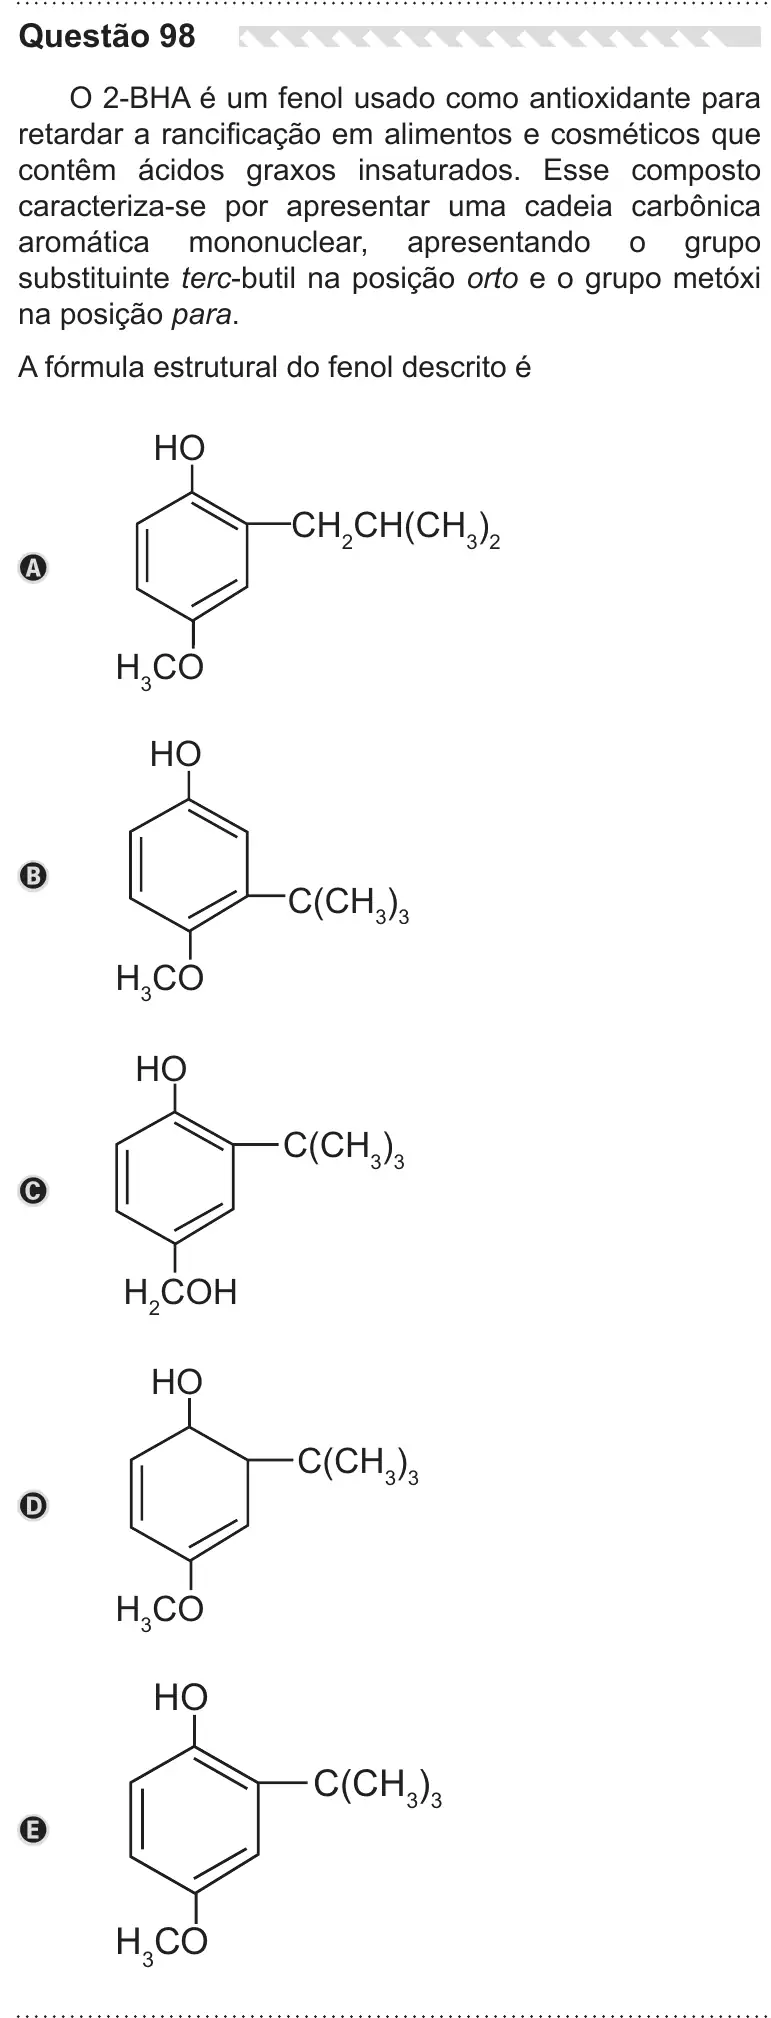 Questão 98
O 2-BHA é um fenol usado como antioxidante para
retardar a rancificação em alimentos e cosméticos que
contêm ácidos graxos insaturados. Esse composto
caracteriza-se por apresentar uma cadeia carbônica
aromática mononuclear, apresentando o grupo
substituinte terc-butil na posição orto e o grupo metóxi
na posição para.
A fórmula estrutural do fenol descrito é
HO
CH2CH(CH3)2
A
H3CO
HO
B
C(CH3)3
H3CO
HO
C(CH3)3
C
H2COH
HO
C(CH3)3
D
H3CO
HO
C(CH3)3
E
H3CO